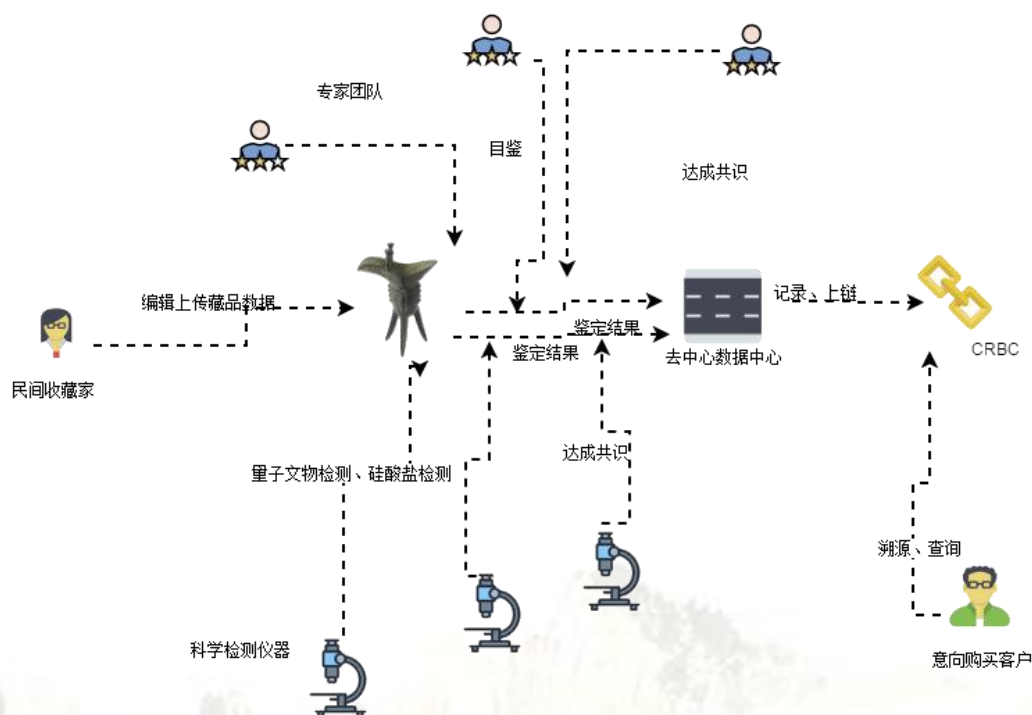 专家团队
目鉴
达成共识
编辑上传藏品数据
记录、上链
鉴定结果
鉴定结果
去中心数据中心
CRBC
民间收藏家
达成共识
量子文物检测、硅酸盐检测
溯源、查询
科学检测仪器
意向购买客户